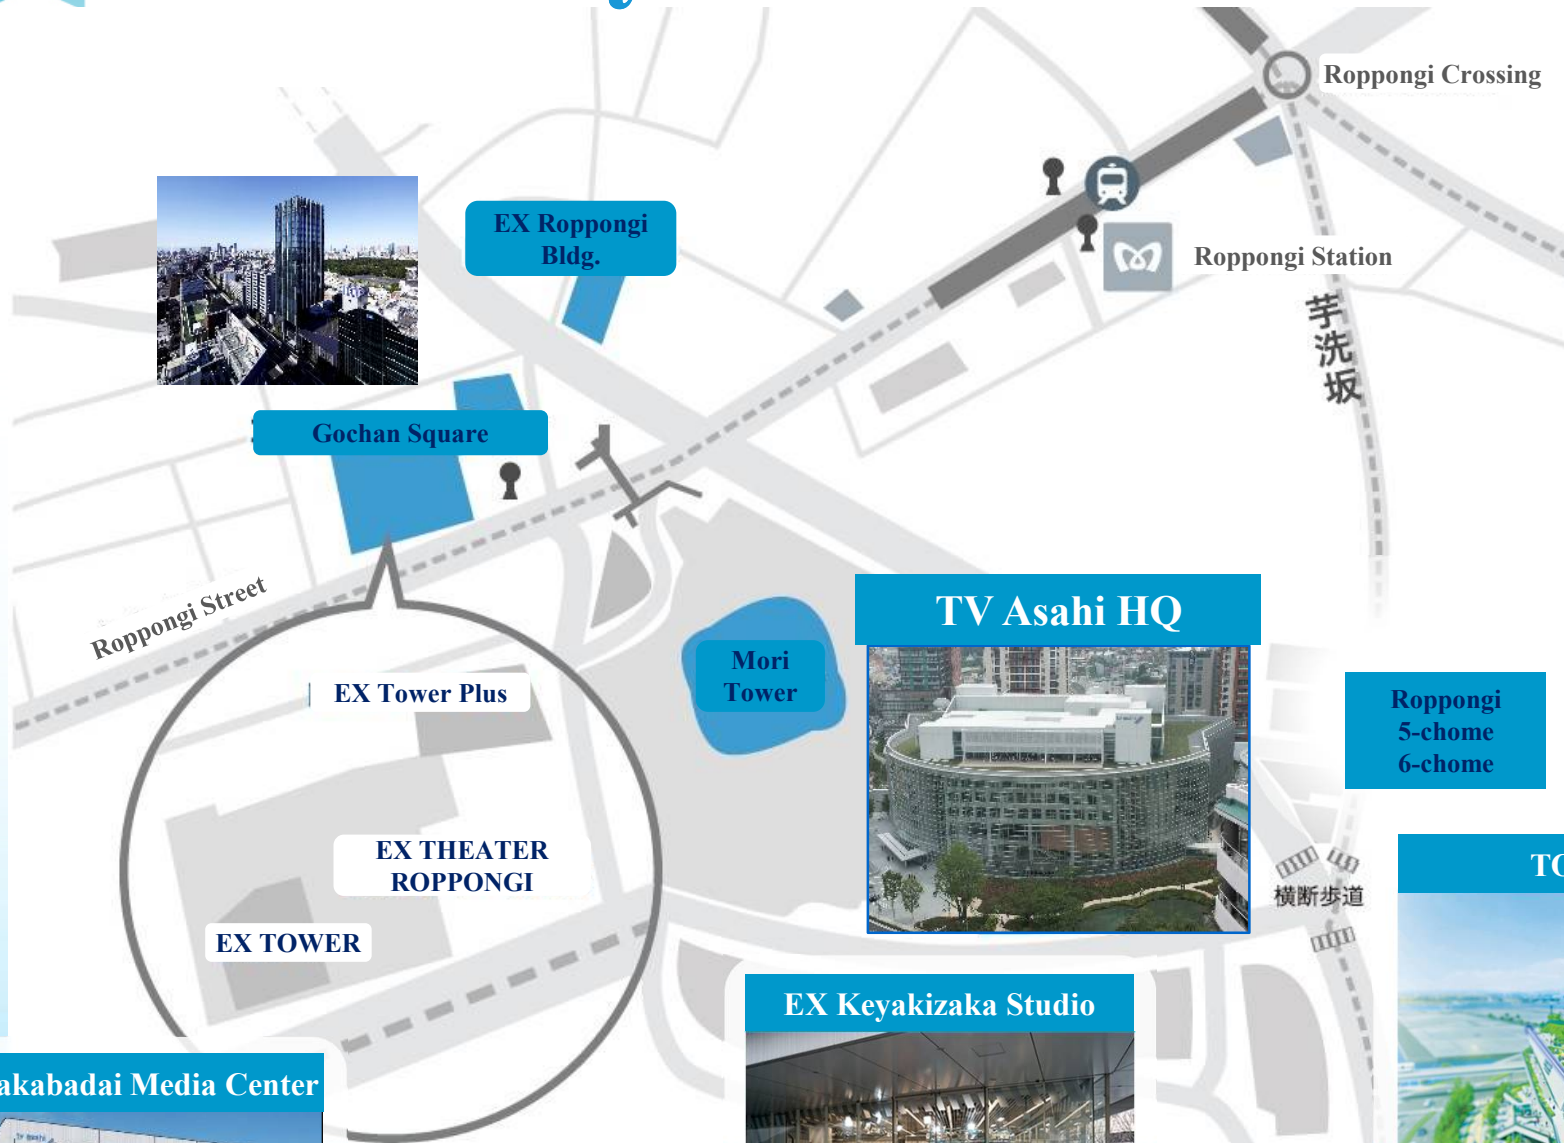 Roppongi Crossing
EX Roppongi
Bldg.
Roppongi Station
芋洗坂
Gochan Square
Roppongi Street
TV Asahi HQ
Mori
Tower
EX Tower Plus
Roppongi
5-chome
6-chome
EX THEATER
ROPPONGI
横断歩道
EX TOWER
EX Keyakizaka Studio
akabadai Media Center
tv asahi